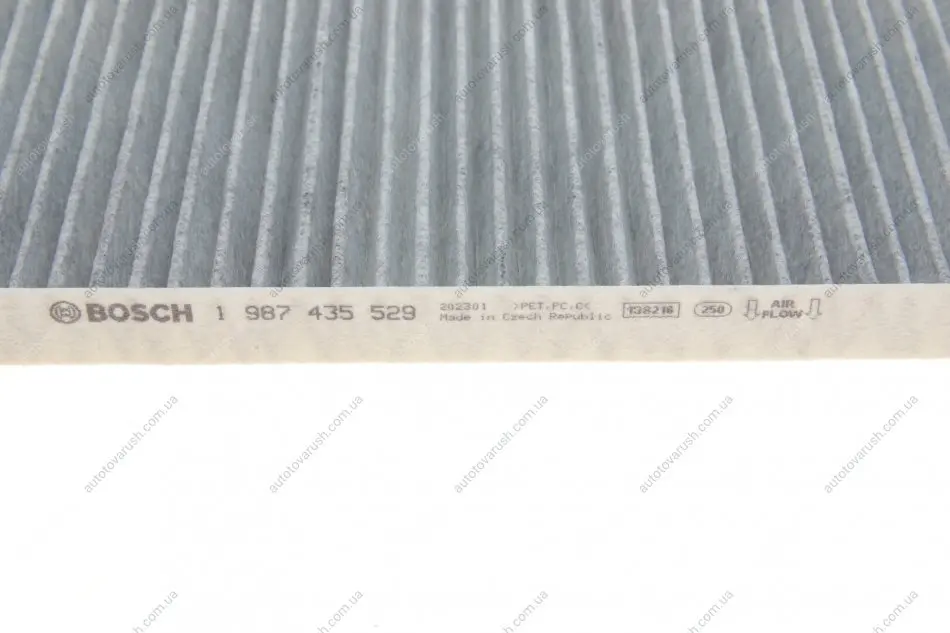 BOSCH 1 987 435 529
202301 >PET,PC,C<
Made in Czech Republic
138216
250
AIR
FLOW
autotovarush.com.ua